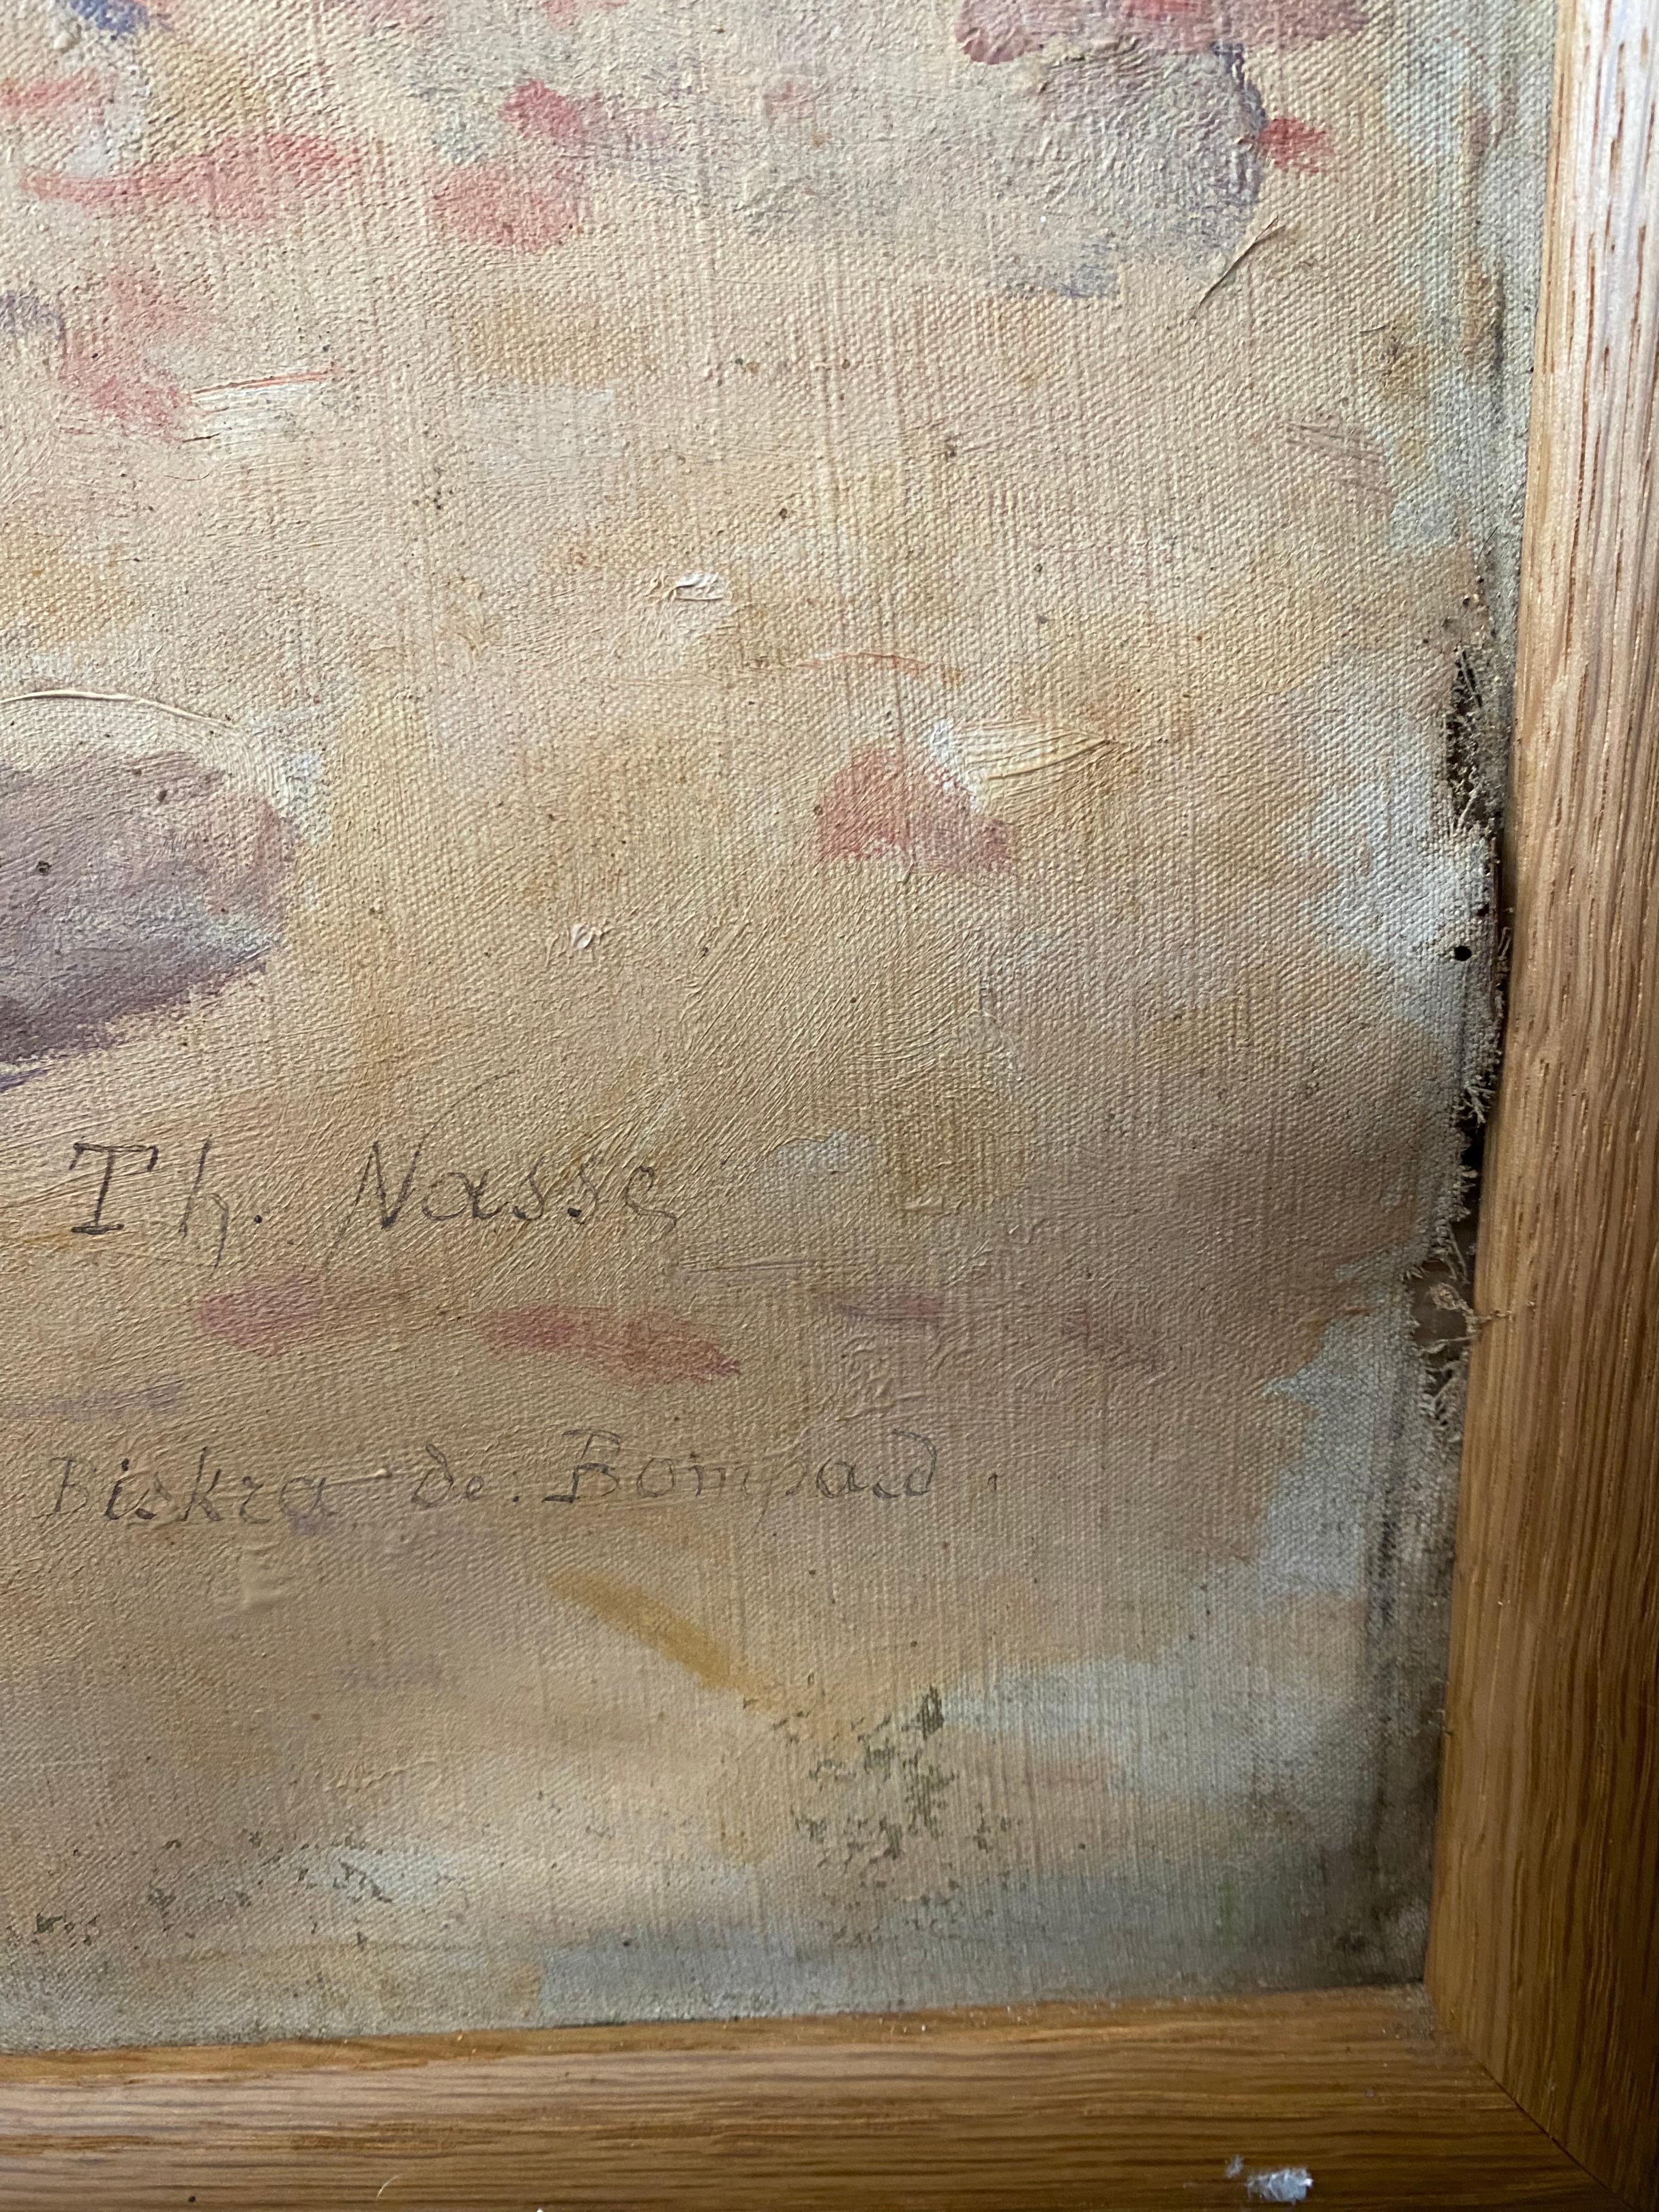 Th. Nasse
Biskra de. Bompard.